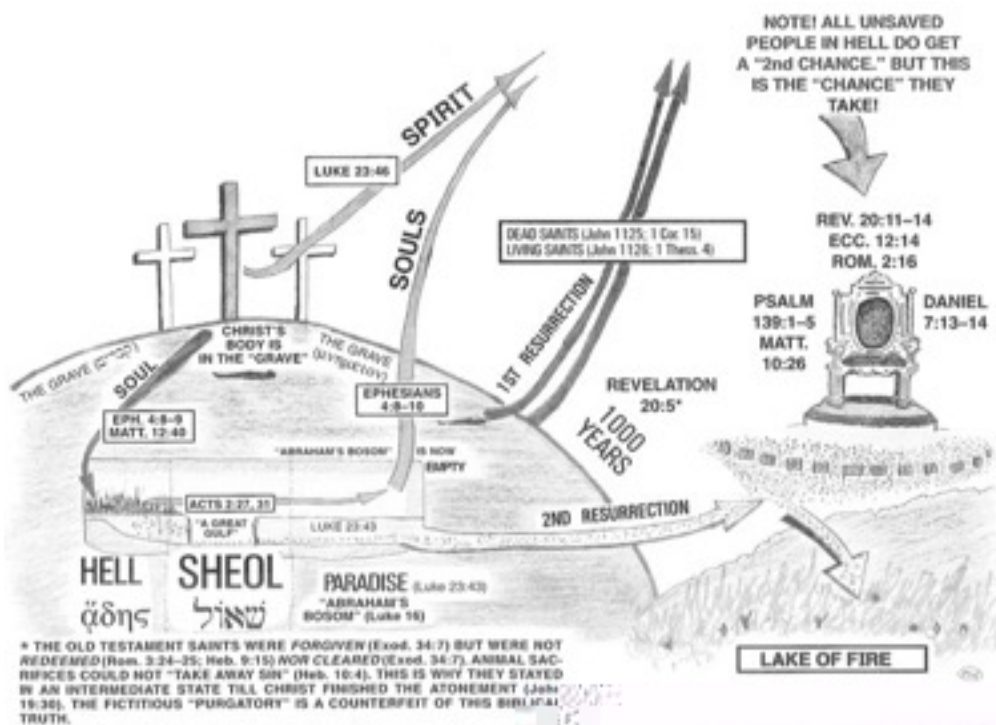 NOTE! ALL UNSAVED
PEOPLE IN HELL DO GET
A "2nd CHANCE." BUT THIS
IS THE "CHANCE" THEY
TAKE!
SPIRIT
LUKE 23:46
SOULS
DEAD SAINTS (John 1125; 1 Cor. 15)
LIVING SAINTS (John 1126; 1 Thess. 4)
REV. 20:11–14
ECC. 12:14
ROM. 2:16
PSALM
139:1–5
MATT.
10:26
DANIEL
7:13–14
THE GRAVE
CHRIST'S
BODY IS
IN THE "GRAVE"
THE GRAVE
SOUL
1ST RESURRECTION
EPHESIANS
4:8–10
REVELATION
20:5*
1000
YEARS
EPH. 4:8–9
MATT. 12:40
"ABRAHAM'S BOSOM" IS NOW
EMPTY
ACTS 2:27, 31
"A GREAT
GULF"
LUKE 23:43
2ND RESURRECTION
HELL
ᾅδης
SHEOL
שְׁאוֹל
PARADISE (Luke 23:43)
"ABRAHAM'S
BOSOM" (Luke 16)
LAKE OF FIRE
* THE OLD TESTAMENT SAINTS WERE FORGIVEN (Exod. 34:7) BUT WERE NOT
REDEEMED (Rom. 3:24–25; Heb. 9:15) NOR CLEARED (Exod. 34:7). ANIMAL SAC-
RIFICES COULD NOT "TAKE AWAY SIN" (Heb. 10:4). THIS IS WHY THEY STAYED
IN AN INTERMEDIATE STATE TILL CHRIST FINISHED THE ATONEMENT (John
19:30). THE FICTITIOUS "PURGATORY" IS A COUNTERFEIT OF THIS BIBLICAL
TRUTH.